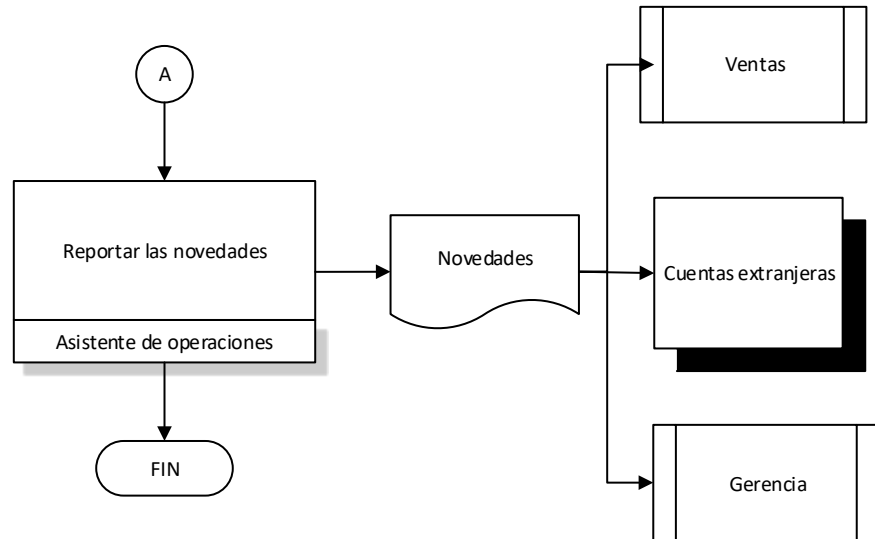 A
Ventas
Reportar las novedades
Novedades
Cuentas extranjeras
Asistente de operaciones
FIN
Gerencia